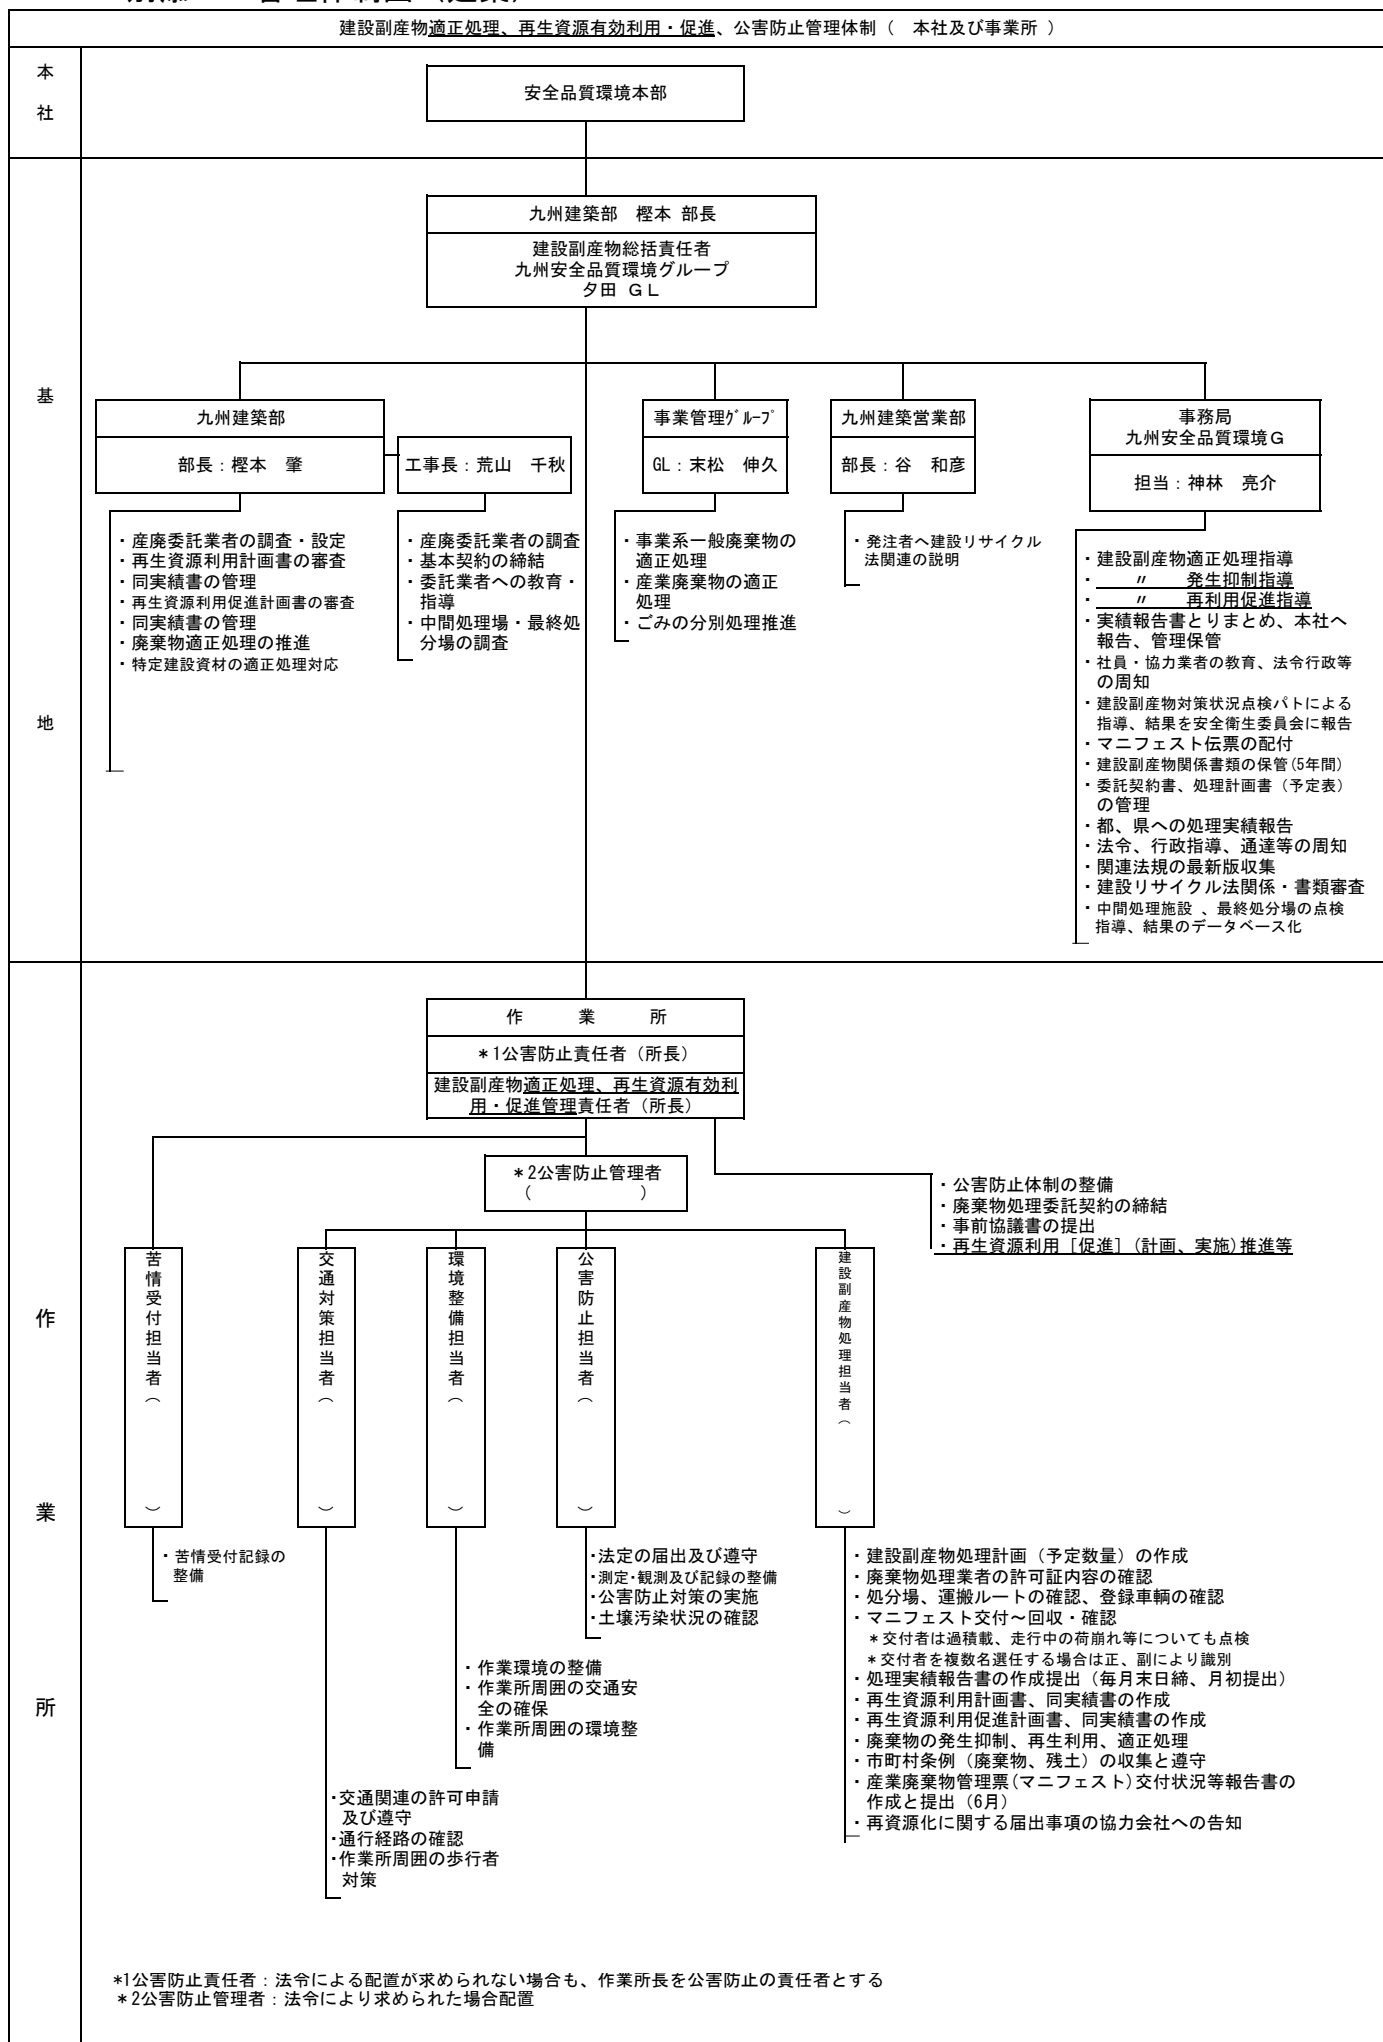 建設副産物適正処理、再生資源有効利用・促進、公害防止管理体制（　本社及び事業所　）
本
社
安全品質環境本部
基
地
九州建築部　樫本 部長
建設副産物総括責任者
九州安全品質環境グループ
夕田 ＧＬ
九州建築部
部長：樫本　肇
工事長：荒山　千秋
事業管理ｸﾞﾙｰﾌﾟ
GL：末松　伸久
九州建築営業部
部長：谷　和彦
事務局
九州安全品質環境Ｇ
担当：神林　亮介
・産廃委託業者の調査・設定
・再生資源利用計画書の審査
・同実績書の管理
・再生資源利用促進計画書の審査
・同実績書の管理
・廃棄物適正処理の推進
・特定建設資材の適正処理対応
・産廃委託業者の調査
・基本契約の締結
・委託業者への教育・
指導
・中間処理場・最終処
分場の調査
・事業系一般廃棄物の
適正処理
・産業廃棄物の適正
処理
・ごみの分別処理推進
・発注者へ建設リサイクル
法関連の説明
・建設副産物適正処理指導
・　〃　発生抑制指導
・　〃　再利用促進指導
・実績報告書とりまとめ、本社へ
報告、管理保管
・社員・協力業者の教育、法令行政等
の周知
・建設副産物対策状況点検パトによる
指導、結果を安全衛生委員会に報告
・マニフェスト伝票の配付
・建設副産物関係書類の保管(5年間)
・委託契約書、処理計画書（予定表）
の管理
・都、県への処理実績報告
・法令、行政指導、通達等の周知
・関連法規の最新版収集
・建設リサイクル法関係・書類審査
・中間処理施設 、最終処分場の点検
指導、結果のデータベース化
作
業
所
作　業　所
＊1公害防止責任者（所長）
建設副産物適正処理、再生資源有効利
用・促進管理責任者（所長）
＊2公害防止管理者
（　　　　　　）
・公害防止体制の整備
・廃棄物処理委託契約の締結
・事前協議書の提出
・再生資源利用［促進］(計画、実施)推進等
苦情受付担当者（　　）
交通対策担当者（　　）
環境整備担当者（　　）
公害防止担当者（　　）
建設副産物処理担当者（　　）
・苦情受付記録の
整備
・法定の届出及び遵守
・測定・観測及び記録の整備
・公害防止対策の実施
・土壌汚染状況の確認
・作業環境の整備
・作業所周囲の交通安
全の確保
・作業所周囲の環境整
備
・交通関連の許可申請
及び遵守
・通行経路の確認
・作業所周囲の歩行者
対策
・建設副産物処理計画（予定数量）の作成
・廃棄物処理業者の許可証内容の確認
・処分場、運搬ルートの確認、登録車輌の確認
・マニフェスト交付～回収・確認
＊交付者は過積載、走行中の荷崩れ等についても点検
＊交付者を複数名選任する場合は正、副により識別
・処理実績報告書の作成提出（毎月末日締、月初提出）
・再生資源利用計画書、同実績書の作成
・再生資源利用促進計画書、同実績書の作成
・廃棄物の発生抑制、再生利用、適正処理
・市町村条例（廃棄物、残土）の収集と遵守
・産業廃棄物管理票(マニフェスト)交付状況等報告書の
作成と提出（6月）
・再資源化に関する届出事項の協力会社への告知
*1公害防止責任者：法令による配置が求められない場合も、作業所長を公害防止の責任者とする
＊2公害防止管理者：法令により求められた場合配置